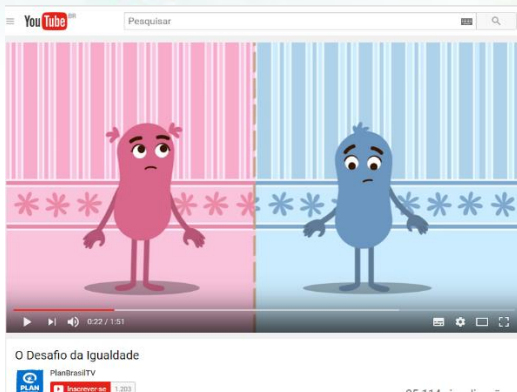 YouTube BR
Pesquisar
0:22 / 1:51
O Desafio da Igualdade
PlanBrasilTV
PLAN
Inscrever-se 1.203